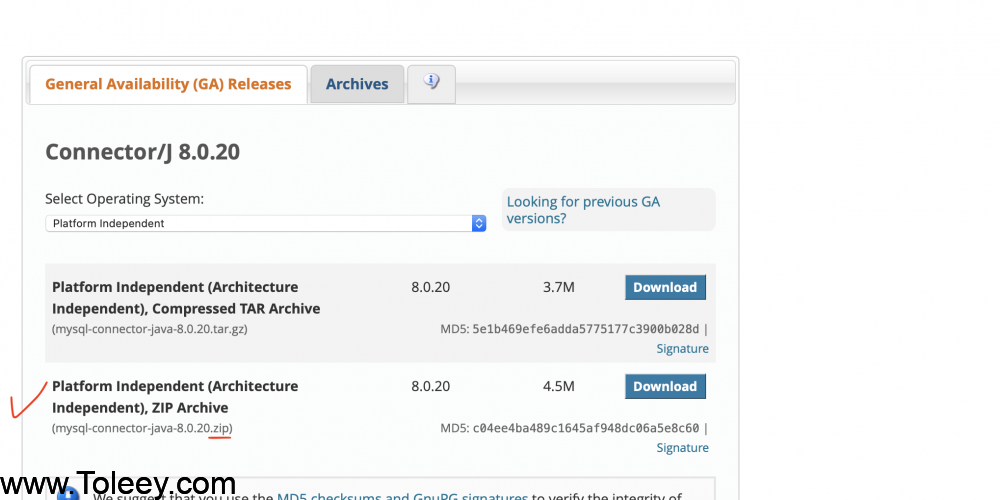 General Availability (GA) Releases
Archives
Connector/J 8.0.20
Select Operating System:
Platform Independent
Looking for previous GA
versions?
Platform Independent (Architecture
Independent), Compressed TAR Archive
8.0.20
3.7M
Download
(mysql-connector-java-8.0.20.tar.gz)
MD5: 5e1b469efe6adda5775177c3900b028d |
Signature
Platform Independent (Architecture
Independent), ZIP Archive
8.0.20
4.5M
Download
(mysql-connector-java-8.0.20.zip)
MD5: c04ee4ba489c1645af948dc06a5e8c60 |
Signature
We suggest that you use the MD5 checksums and GnuPG signatures to verify the integrity of
www.Toleey.com